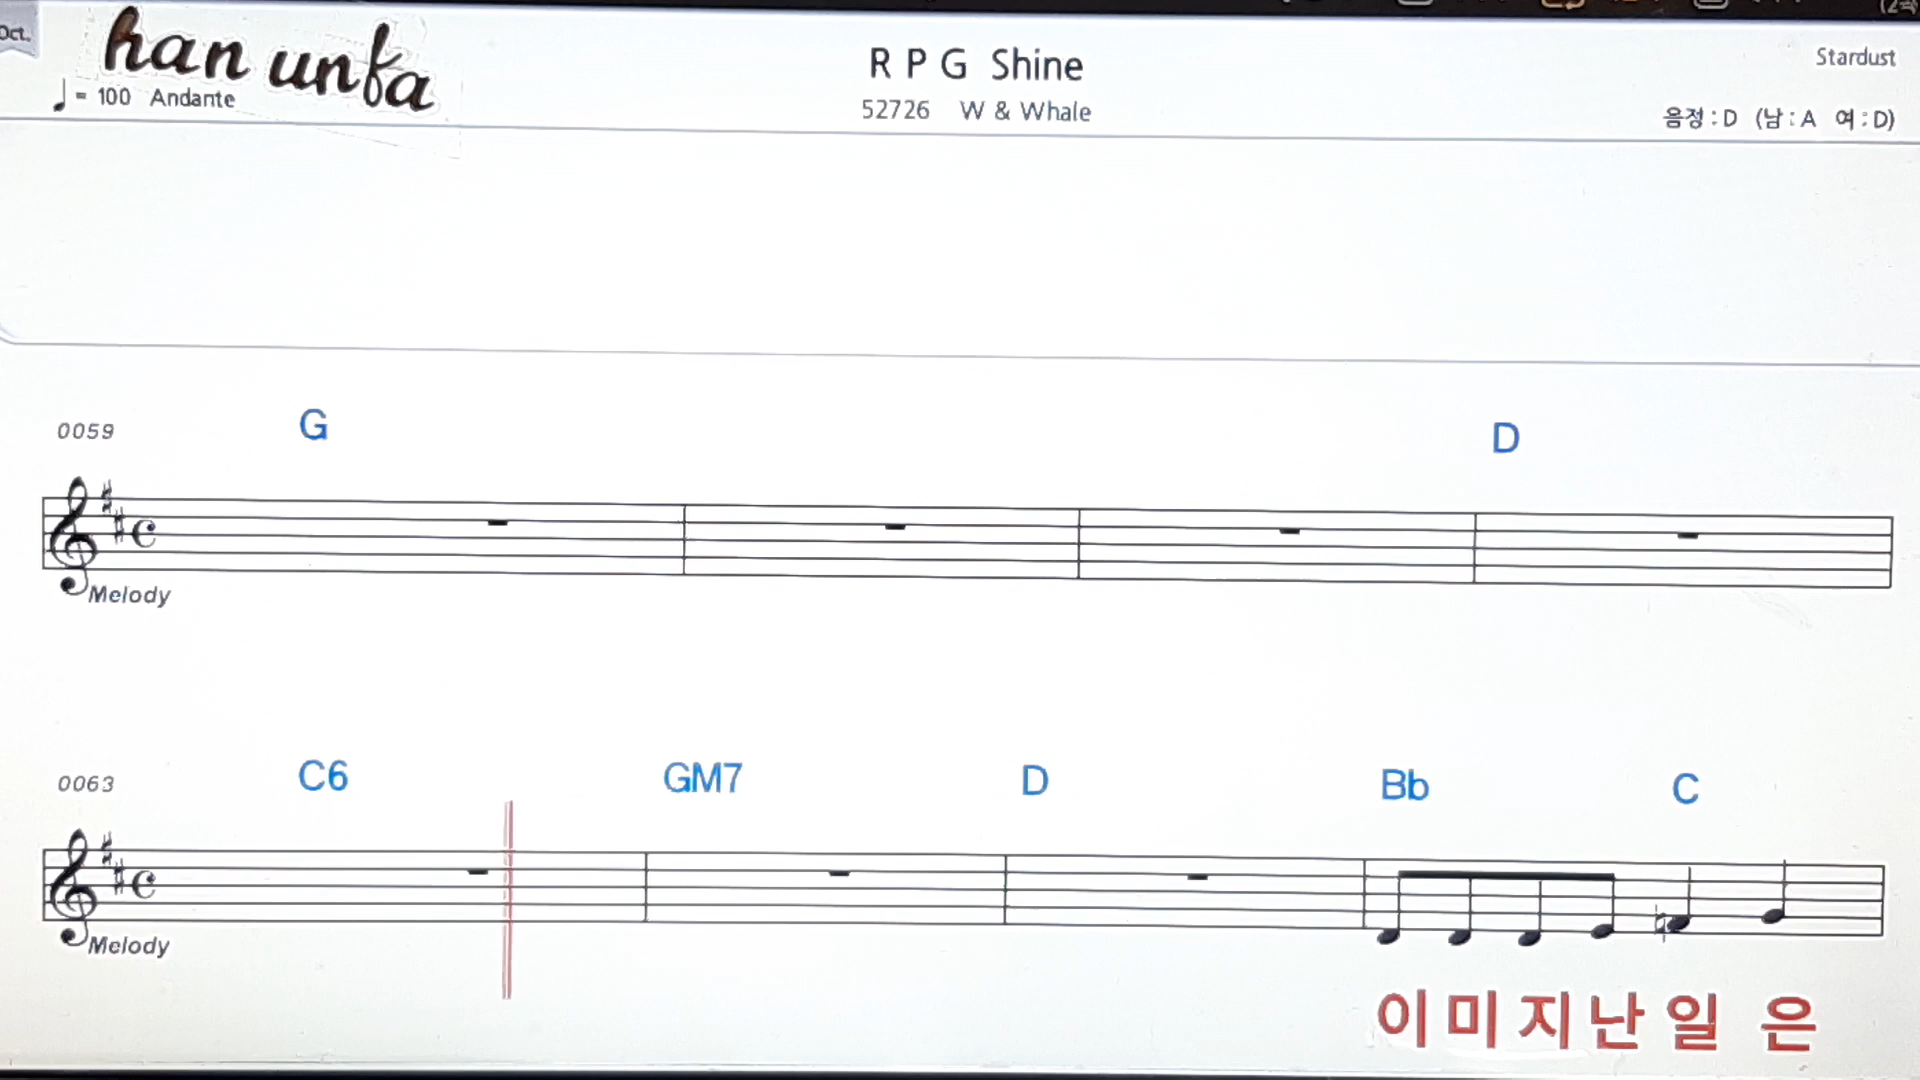 Oct.
han unfa
R P G Shine
Stardust
♩ = 100 Andante
52726 W & Whale
음정 : D (남 : A 여 : D)
0059
G
D
Melody
0063
C6 GM7 D Bb C
Melody
이 미 지 난 일 은